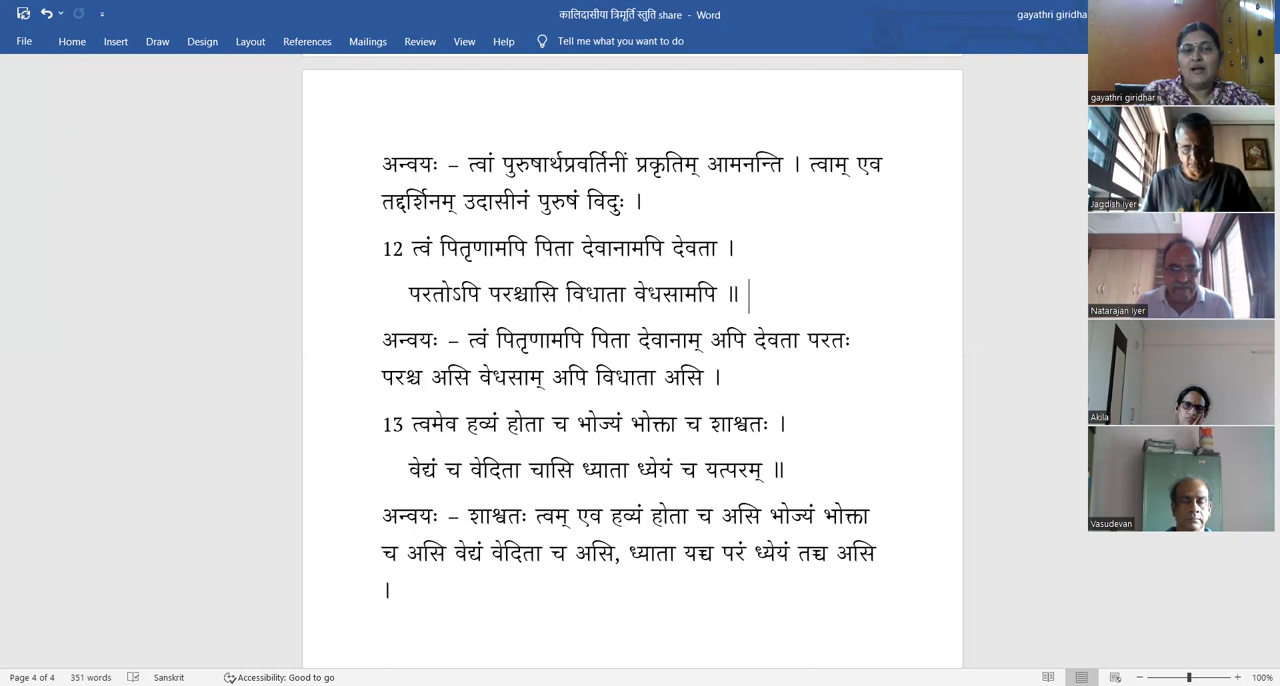 कालिदासीया त्रिमूर्ति स्तुति share - Word
gayathri giridha
File Home Insert Draw Design Layout References Mailings Review View Help Tell me what you want to do
अन्वयः – त्वां पुरुषार्थप्रवर्तिनीं प्रकृतिम् आमनन्ति । त्वाम् एव
तद्दर्शिनम् उदासीनं पुरुषं विदुः ।
12 त्वं पितृणामपि पिता देवानामपि देवता ।
परतोऽपि परश्चासि विधाता वेधसामपि ॥
अन्वयः – त्वं पितृणामपि पिता देवानाम् अपि देवता परतः
परश्च असि वेधसाम् अपि विधाता असि ।
13 त्वमेव हव्यं होता च भोज्यं भोक्ता च शाश्वतः ।
वेद्यं च वेदिता चासि ध्याता ध्येयं च यत्परम् ॥
अन्वयः – शाश्वतः त्वम् एव हव्यं होता च असि भोज्यं भोक्ता
च असि वेद्यं वेदिता च असि, ध्याता यच्च परं ध्येयं तच्च असि
।
gayathri giridhar
Jagdish Iyer
Natarajan Iyer
Akila
Vasudevan
Page 4 of 4 351 words Sanskrit Accessibility: Good to go 100%